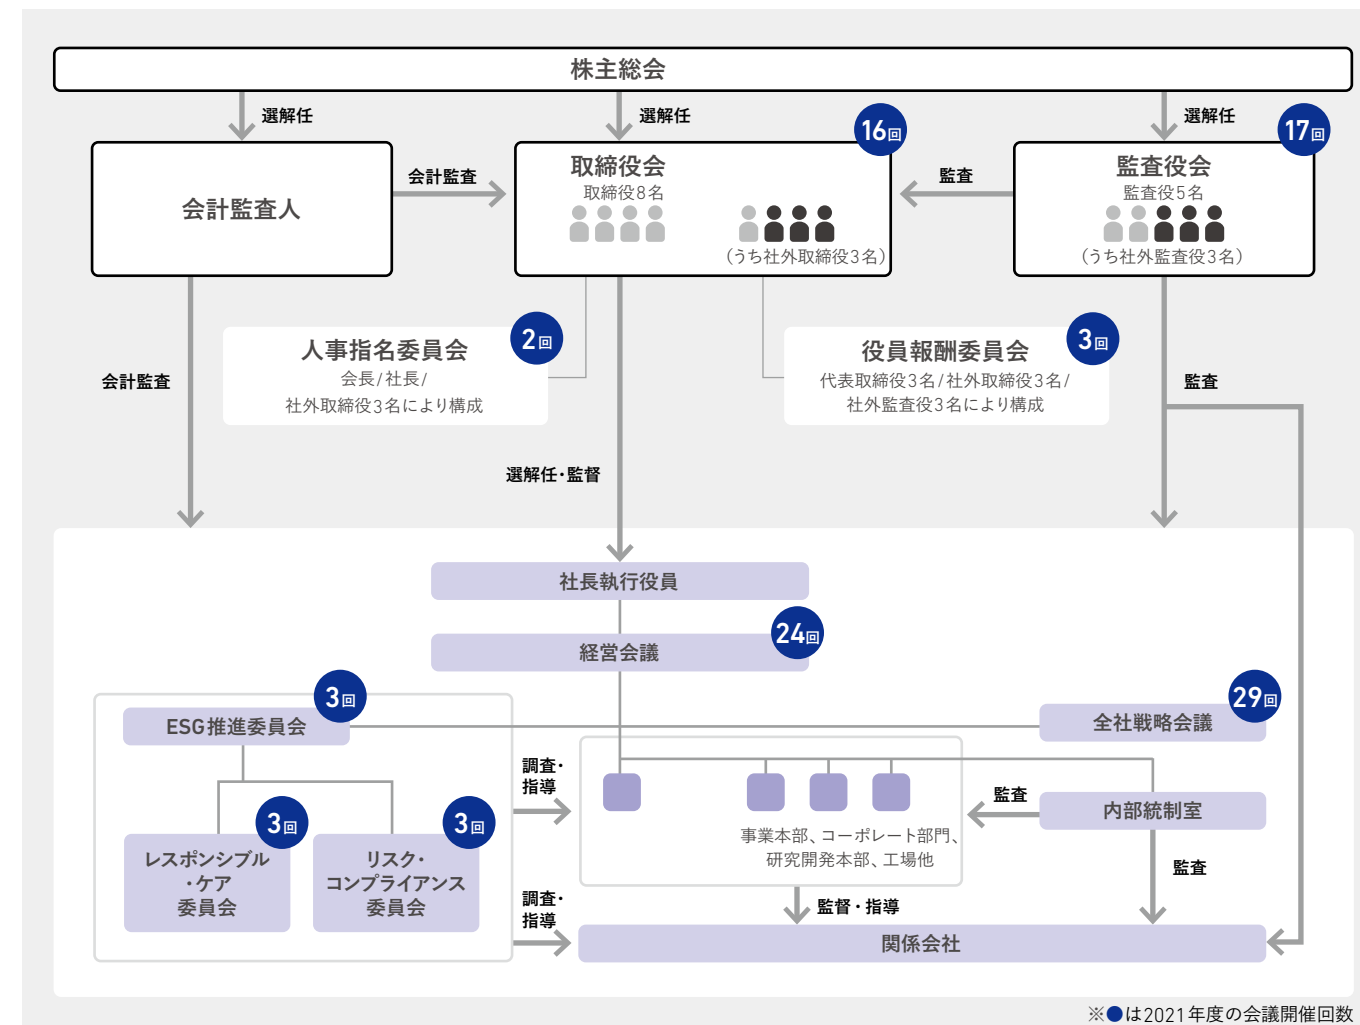 株主総会
選解任
選解任
選解任
会計監査人
会計監査
取締役会
取締役8名
(うち社外取締役3名)
16回
監査
監査役会
監査役5名
(うち社外監査役3名)
17回
人事指名委員会
会長/社長/
社外取締役3名により構成
2回
役員報酬委員会
代表取締役3名/社外取締役3名/
社外監査役3名により構成
3回
会計監査
選解任・監督
監査
社長執行役員
経営会議
24回
ESG推進委員会
3回
全社戦略会議
29回
レスポンシブル
・ケア
委員会
3回
リスク・
コンプライアンス
委員会
3回
調査・
指導
事業本部、コーポレート部門、
研究開発本部、工場他
監査
内部統制室
監査
調査・
指導
監督・指導
関係会社
※●は2021年度の会議開催回数